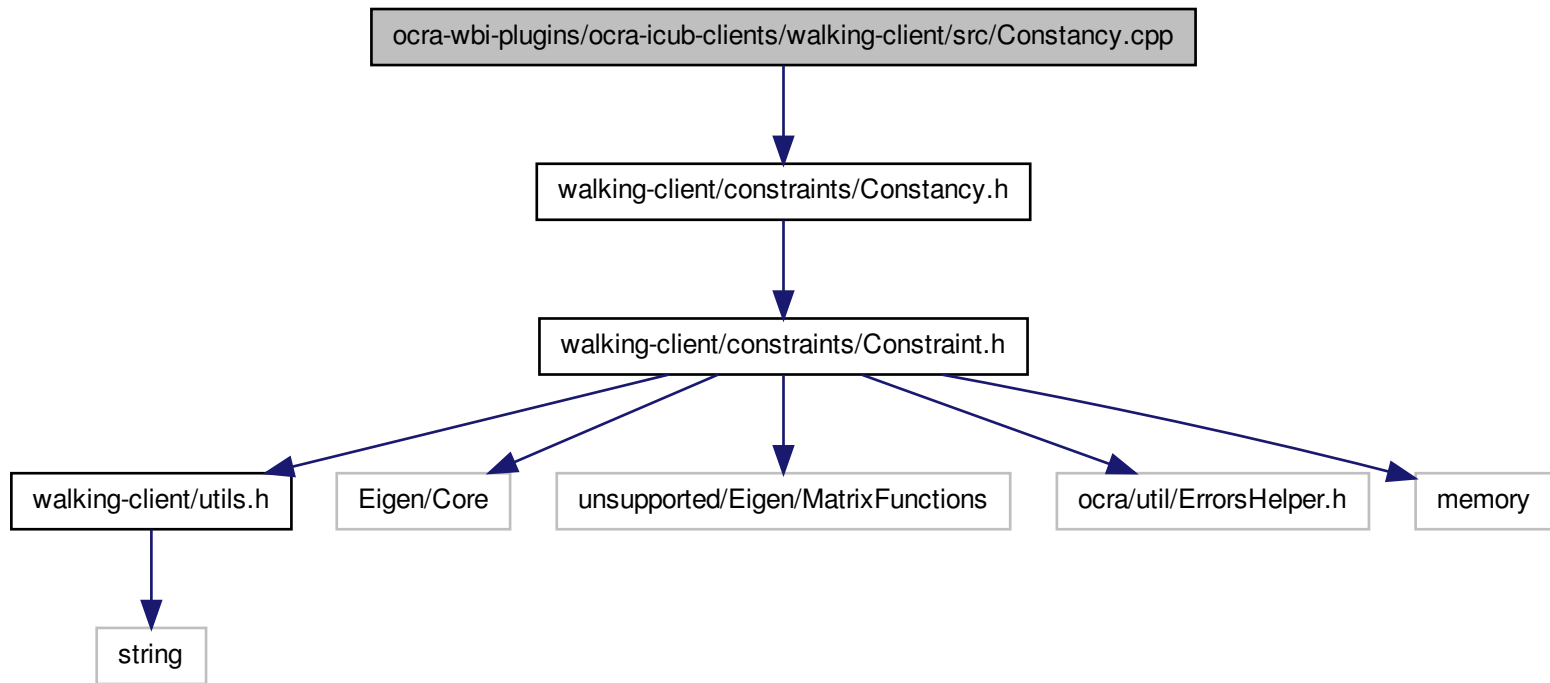 ocra-wbi-plugins/ocra-icub-clients/walking-client/src/Constancy.cpp
walking-client/constraints/Constancy.h
walking-client/constraints/Constraint.h
walking-client/utils.h
Eigen/Core
unsupported/Eigen/MatrixFunctions
ocra/util/ErrorsHelper.h
memory
string